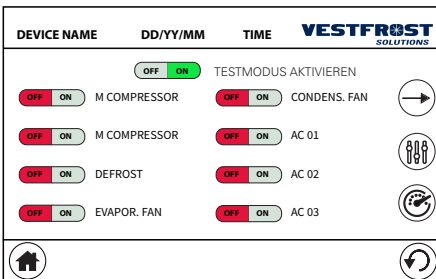 DEVICE NAME DD/YY/MM TIME VESTFROST
SOLUTIONS
OFF ON TESTMODUS AKTIVIEREN
OFF ON M COMPRESSOR OFF ON CONDENS. FAN
OFF ON M COMPRESSOR OFF ON AC 01
OFF ON DEFROST OFF ON AC 02
OFF ON EVAPOR. FAN OFF ON AC 03